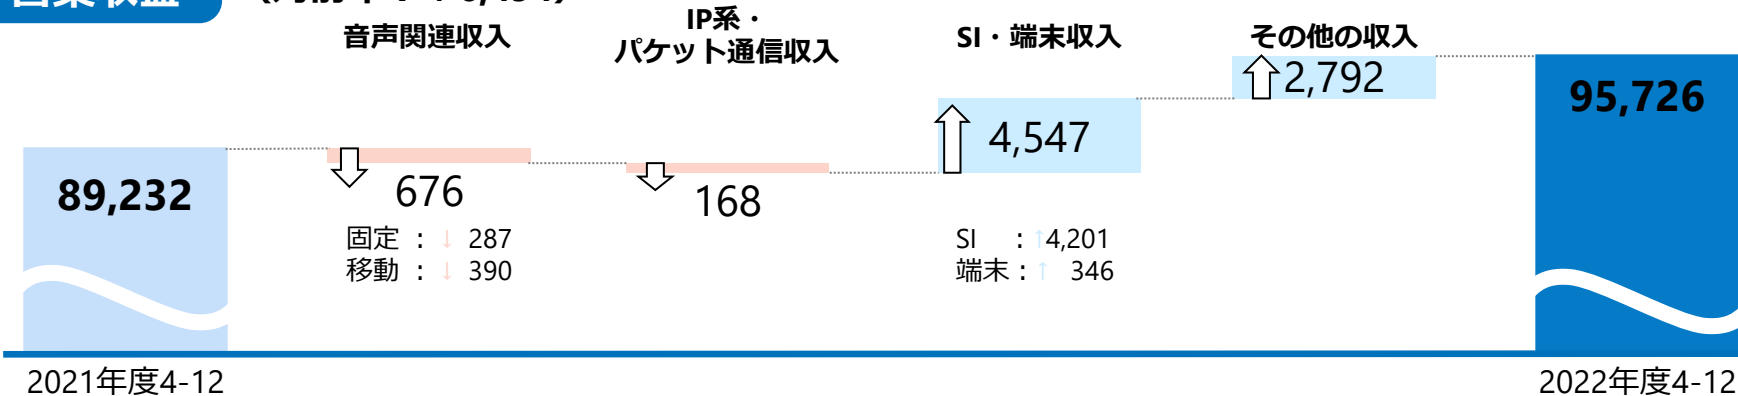 音声関連収入
IP系・
パケット通信収入
SI・端末収入
その他の収入
89,232
676
168
4,547
2,792
95,726
固定 : ↓ 287
移動 : ↓ 390
SI : ↑4,201
端末 : ↑ 346
2021年度4-12
2022年度4-12